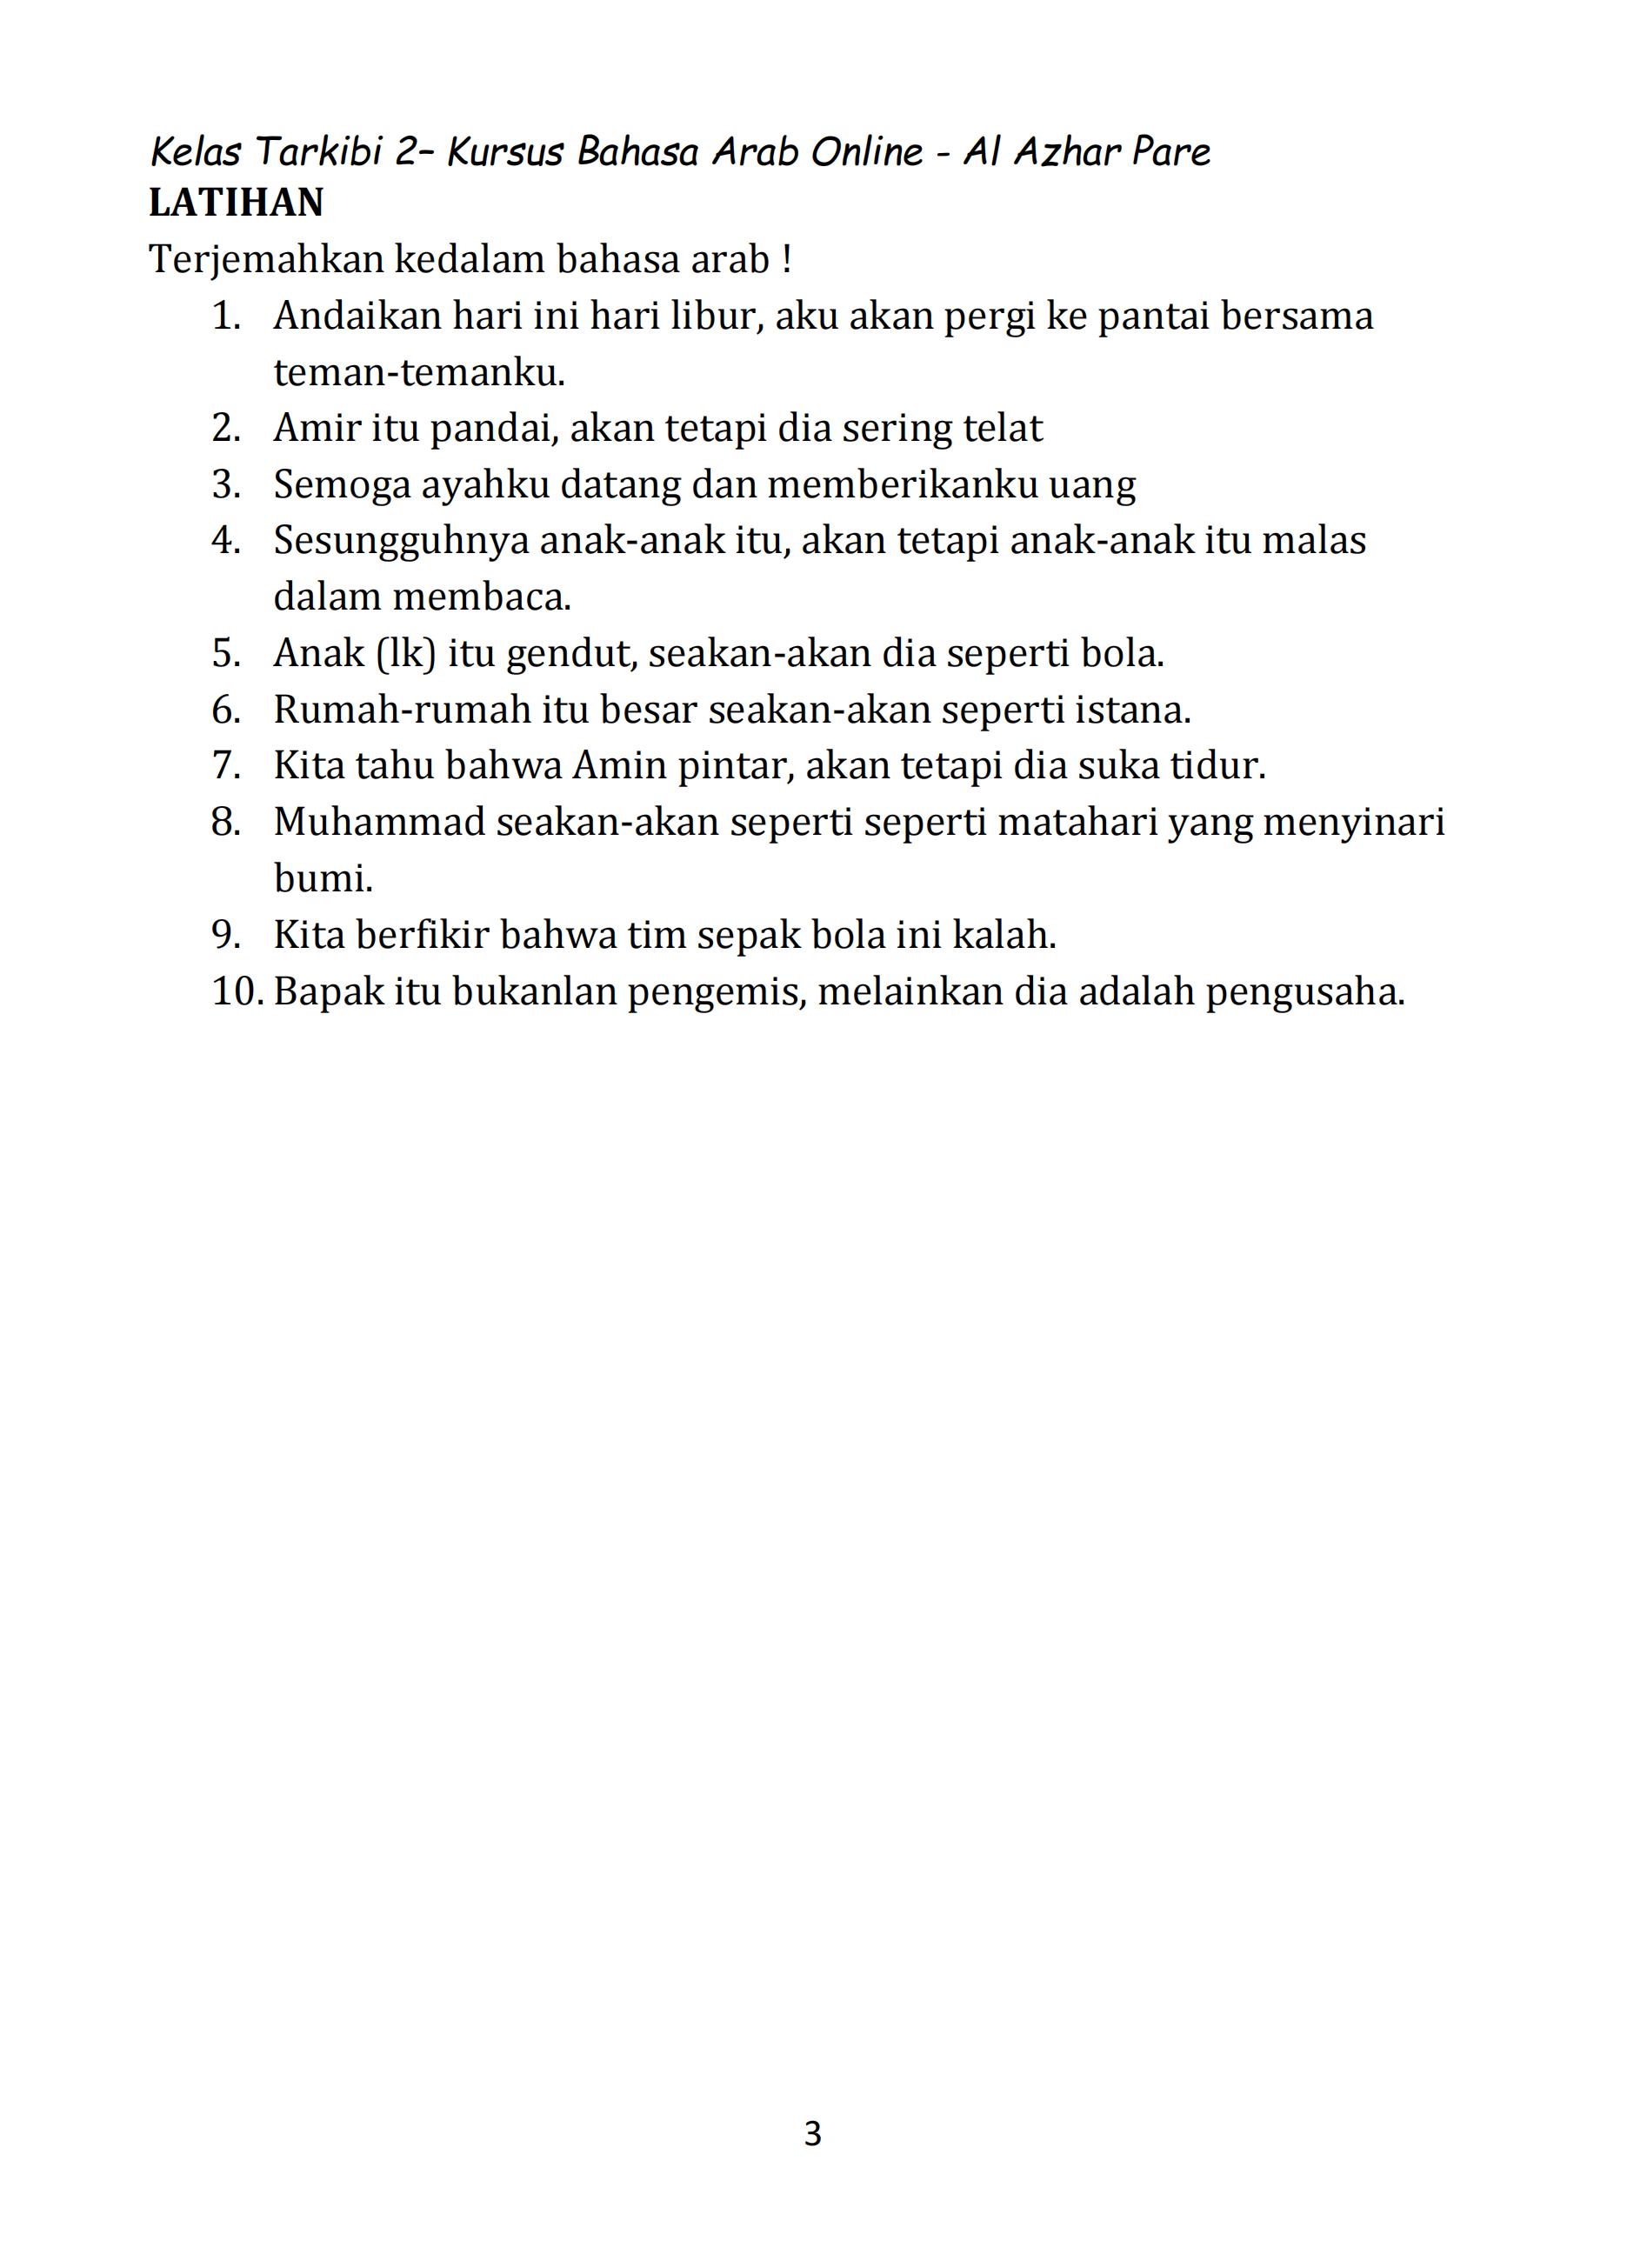 Kelas Tarkibi 2– Kursus Bahasa Arab Online - Al Azhar Pare
LATIHAN
Terjemahkan kedalam bahasa arab !
1. Andaikan hari ini hari libur, aku akan pergi ke pantai bersama
teman-temanku.
2. Amir itu pandai, akan tetapi dia sering telat
3. Semoga ayahku datang dan memberikanku uang
4. Sesungguhnya anak-anak itu, akan tetapi anak-anak itu malas
dalam membaca.
5. Anak (lk) itu gendut, seakan-akan dia seperti bola.
6. Rumah-rumah itu besar seakan-akan seperti istana.
7. Kita tahu bahwa Amin pintar, akan tetapi dia suka tidur.
8. Muhammad seakan-akan seperti seperti matahari yang menyinari
bumi.
9. Kita berfikir bahwa tim sepak bola ini kalah.
10. Bapak itu bukanlan pengemis, melainkan dia adalah pengusaha.
3